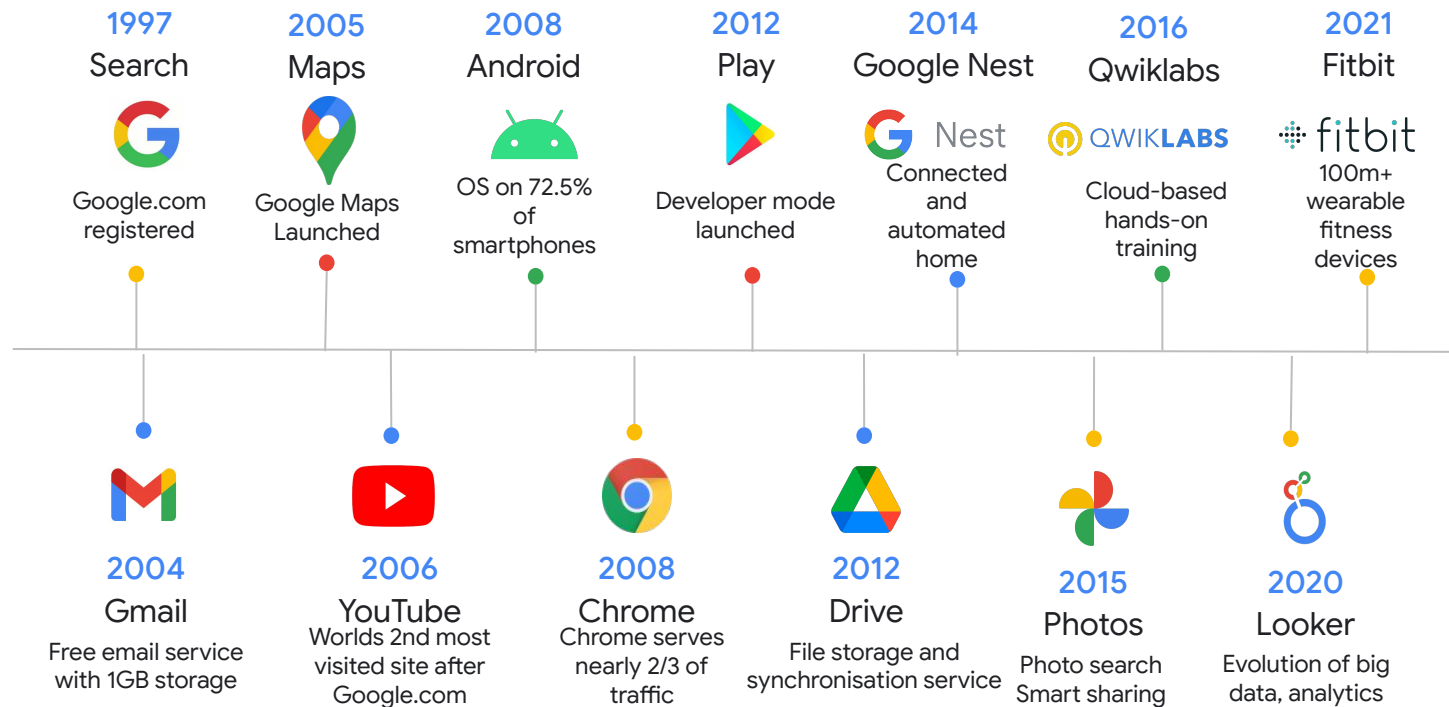 1997
Search
Google.com
registered
2005
Maps
Google Maps
Launched
2008
Android
OS on 72.5%
of
smartphones
2012
Play
Developer mode
launched
2014
Google Nest
G Nest
Connected
and
automated
home
2016
Qwiklabs
QWIKLABS
Cloud-based
hands-on
training
2021
Fitbit
fitbit
100m+
wearable
fitness
devices
2004
Gmail
Free email service
with 1GB storage
2006
YouTube
Worlds 2nd most
visited site after
Google.com
2008
Chrome
Chrome serves
nearly 2/3 of
traffic
2012
Drive
File storage and
synchronisation service
2015
Photos
Photo search
Smart sharing
2020
Looker
Evolution of big
data, analytics